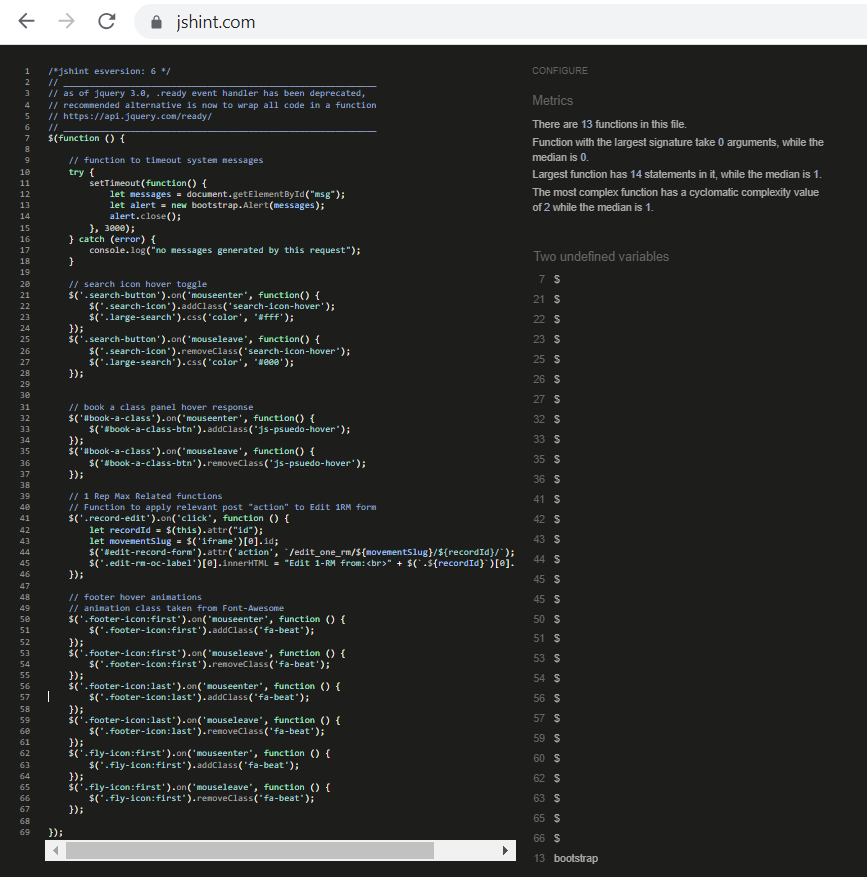 jshint.com
1 /*jshint esversion: 6 */
2 // ____________________________________________________________
3 // as of jquery 3.0, .ready event handler has been deprecated,
4 // recommended alternative is now to wrap all code in a function
5 // https://api.jquery.com/ready/
6 // ____________________________________________________________
7 $(function () {
8
9     // function to timeout system messages
10     try {
11         setTimeout(function() {
12             let messages = document.getElementById("msg");
13             let alert = new bootstrap.Alert(messages);
14             alert.close();
15         }, 3000);
16     } catch (error) {
17         console.log("no messages generated by this request");
18     }
19
20     // search icon hover toggle
21     $('.search-button').on('mouseenter', function() {
22         $('.search-icon').addClass('search-icon-hover');
23         $('.large-search').css('color', '#fff');
24     });
25     $('.search-button').on('mouseleave', function() {
26         $('.search-icon').removeClass('search-icon-hover');
27         $('.large-search').css('color', '#000');
28     });
29
30
31     // book a class panel hover response
32     $('#book-a-class').on('mouseenter', function() {
33         $('#book-a-class-btn').addClass('js-psuedo-hover');
34     });
35     $('#book-a-class').on('mouseleave', function() {
36         $('#book-a-class-btn').removeClass('js-psuedo-hover');
37     });
38
39     // 1 Rep Max Related functions
40     // Function to apply relevant post "action" to Edit 1RM form
41     $('.record-edit').on('click', function () {
42         let recordId = $(this).attr("id");
43         let movementSlug = $('iframe')[0].id;
44         $('#edit-record-form').attr('action', `/edit_one_rm/${movementSlug}/${recordId}/`);
45         $('.edit-rm-oc-label')[0].innerHTML = "Edit 1-RM from:<br>" + $(`.${recordId}`)[0].
46     });
47
48     // footer hover animations
49     // animation class taken from Font-Awesome
50     $('.footer-icon:first').on('mouseenter', function () {
51         $('.footer-icon:first').addClass('fa-beat');
52     });
53     $('.footer-icon:first').on('mouseleave', function () {
54         $('.footer-icon:first').removeClass('fa-beat');
55     });
56     $('.footer-icon:last').on('mouseenter', function () {
57         $('.footer-icon:last').addClass('fa-beat');
58     });
59     $('.footer-icon:last').on('mouseleave', function () {
60         $('.footer-icon:last').removeClass('fa-beat');
61     });
62     $('.fly-icon:first').on('mouseenter', function () {
63         $('.fly-icon:first').addClass('fa-beat');
64     });
65     $('.fly-icon:first').on('mouseleave', function () {
66         $('.fly-icon:first').removeClass('fa-beat');
67     });
68
69 });
CONFIGURE
Metrics
There are 13 functions in this file.
Function with the largest signature take 0 arguments, while the
median is 0.
Largest function has 14 statements in it, while the median is 1.
The most complex function has a cyclomatic complexity value
of 2 while the median is 1.
Two undefined variables
7 $
21 $
22 $
23 $
25 $
26 $
27 $
32 $
33 $
35 $
36 $
41 $
42 $
43 $
44 $
45 $
45 $
50 $
51 $
53 $
54 $
56 $
57 $
59 $
60 $
62 $
63 $
65 $
66 $
13 bootstrap